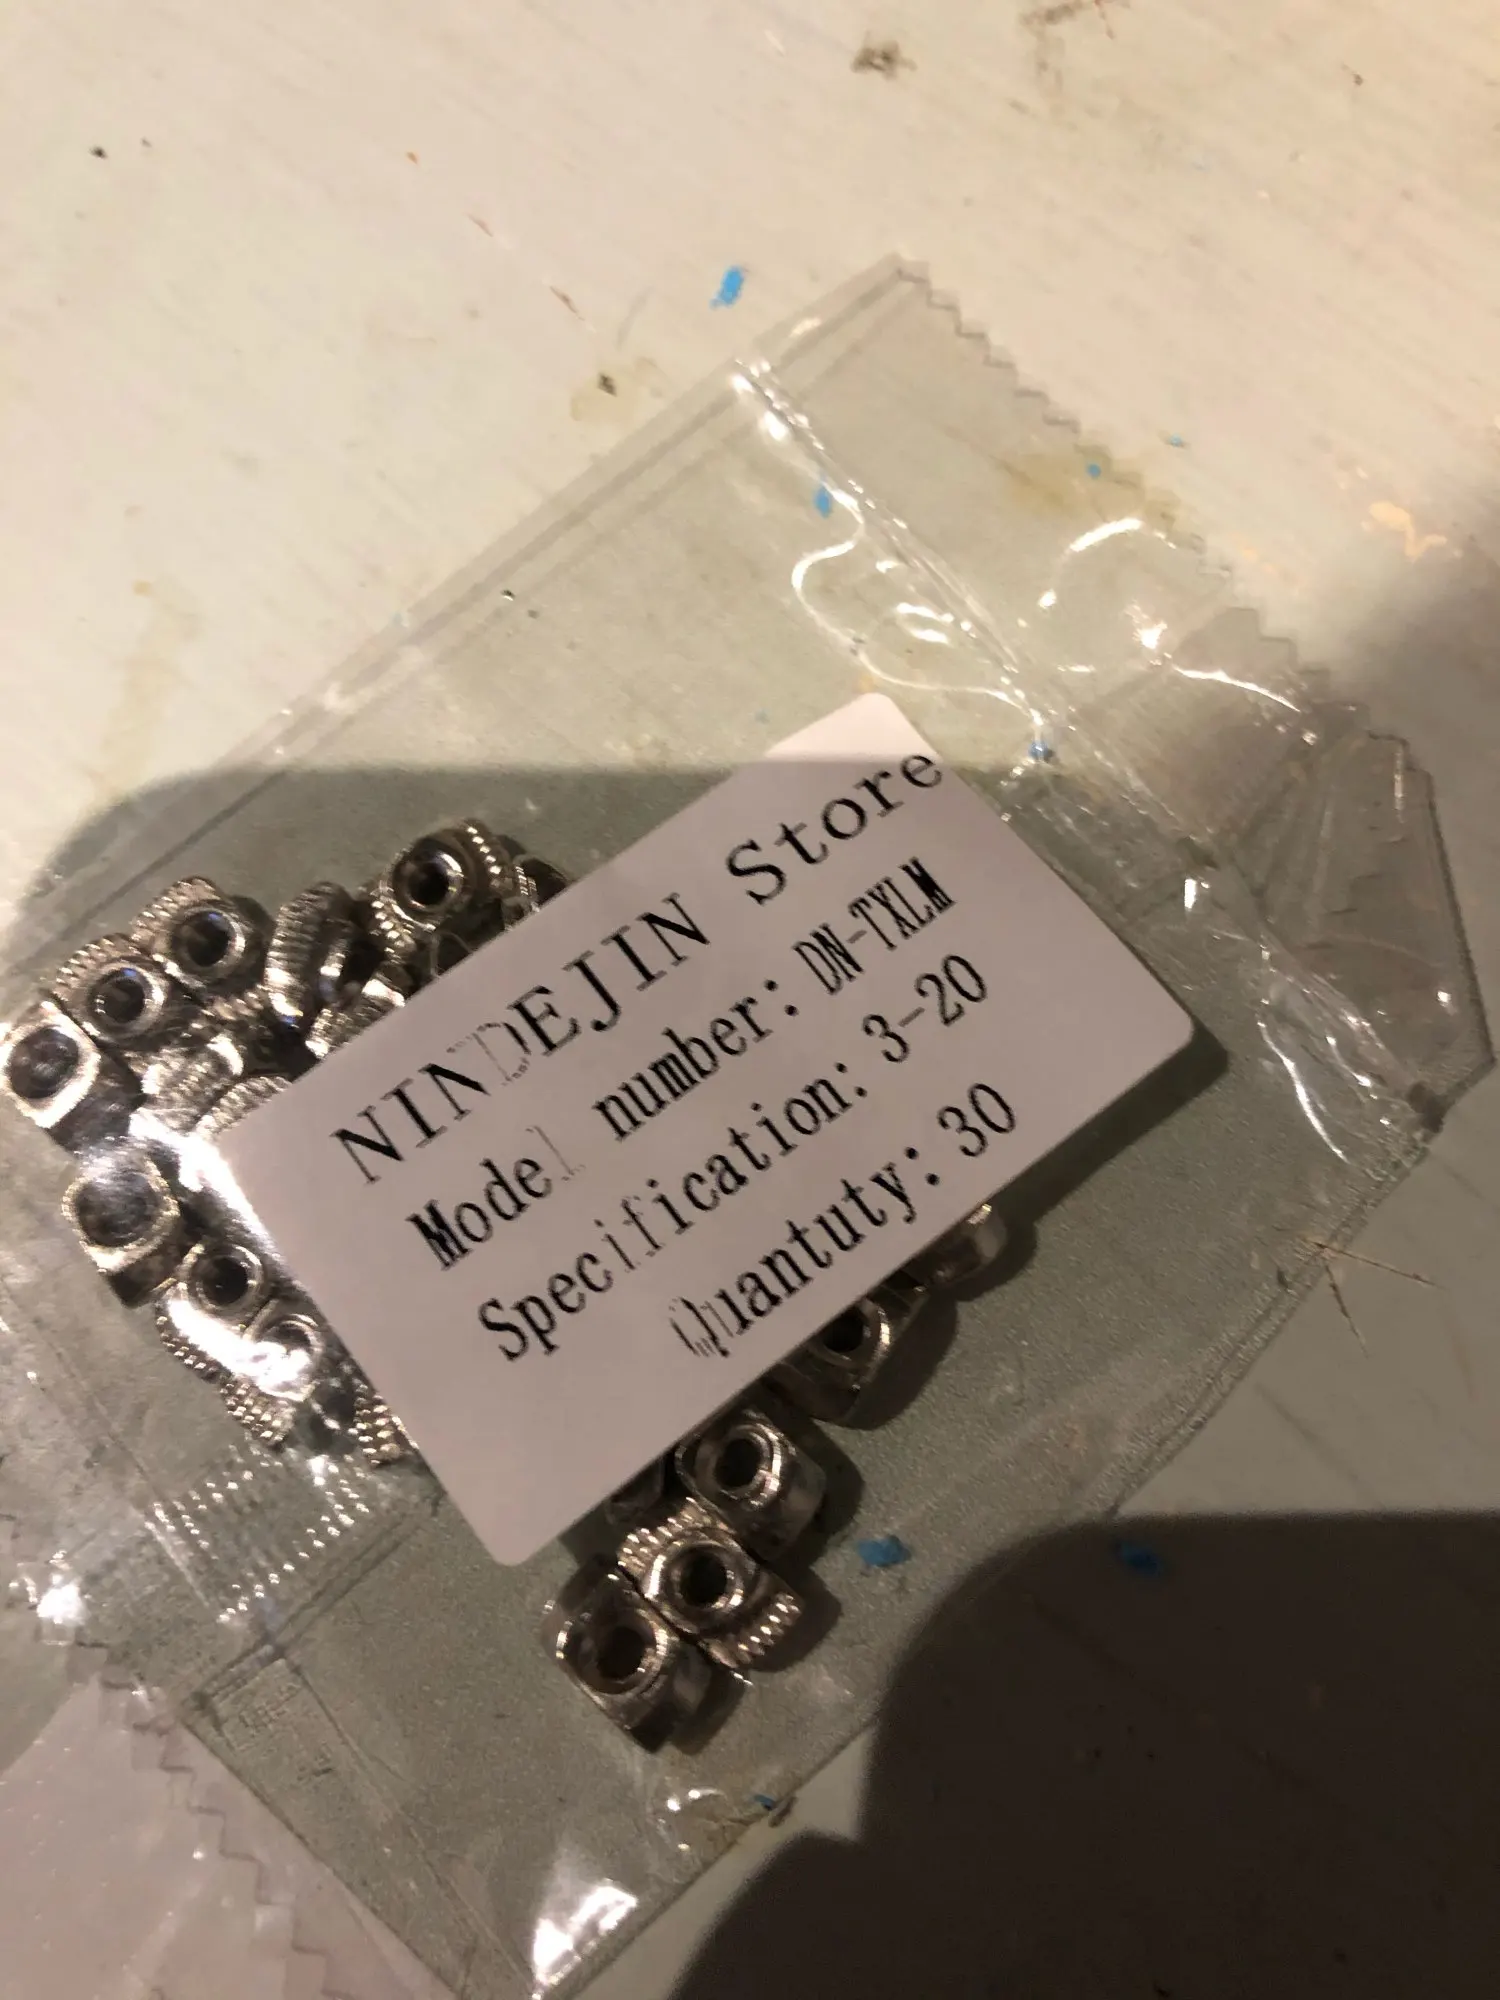 NINDEJIN Store
Model number: DN-TXLM
Specification: 3-20
Quantuty: 30